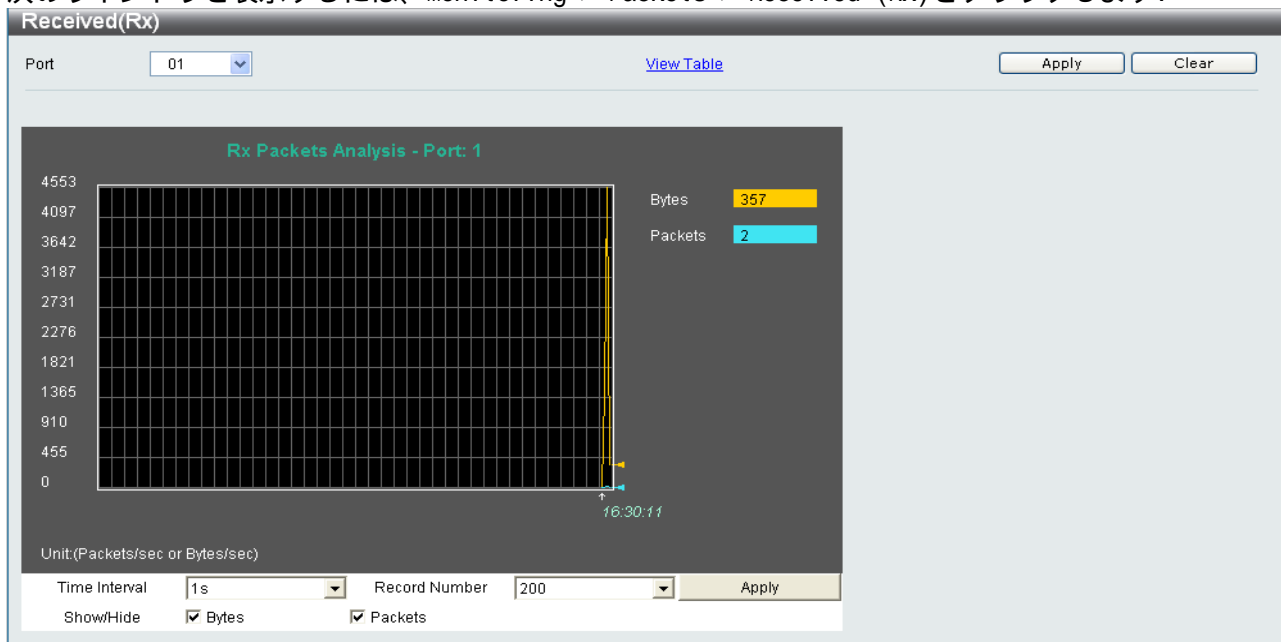 Received(Rx)
Port 01 View Table Apply Clear
Rx Packets Analysis - Port: 1
4553
4097
3642
3187
2731
2276
1821
1365
910
455
0
Bytes 357
Packets 2
16:30:11
Unit:(Packets/sec or Bytes/sec)
Time Interval 1s Record Number 200 Apply
Show/Hide Bytes Packets